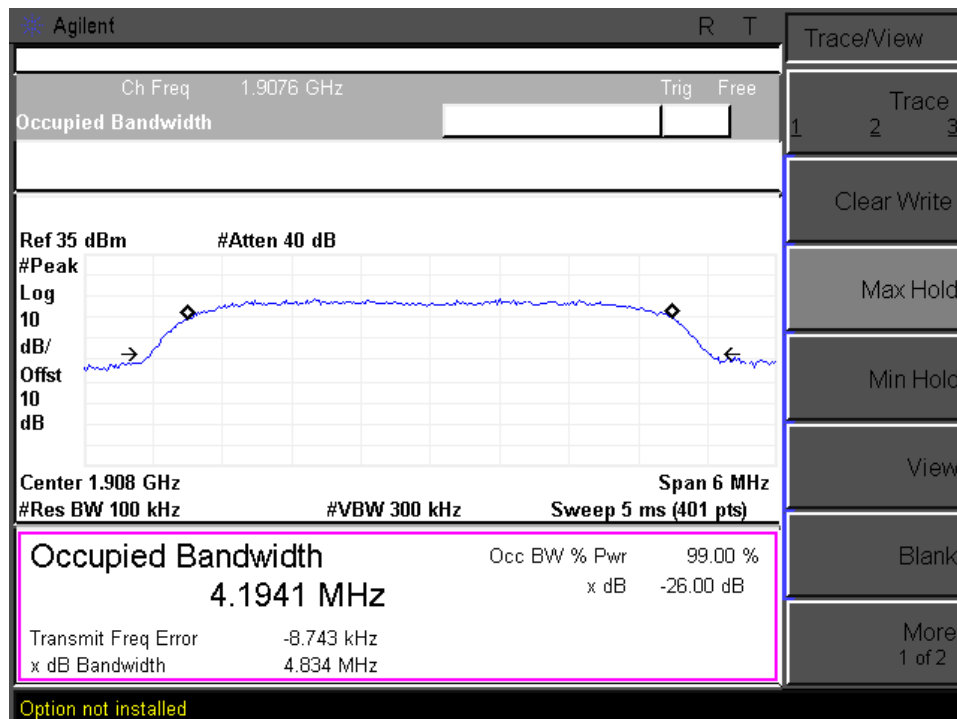 Agilent R T
Trace/View
Ch Freq 1.9076 GHz Trig Free
Occupied Bandwidth
Trace
1 2 3
Clear Write
Ref 35 dBm #Atten 40 dB
#Peak
Log
10
dB/
Offst
10
dB
Max Hold
Min Hold
Center 1.908 GHz Span 6 MHz
#Res BW 100 kHz #VBW 300 kHz Sweep 5 ms (401 pts)
View
Occupied Bandwidth
4.1941 MHz
Occ BW % Pwr 99.00 %
x dB -26.00 dB
Transmit Freq Error -8.743 kHz
x dB Bandwidth 4.834 MHz
Blank
More
1 of 2
Option not installed